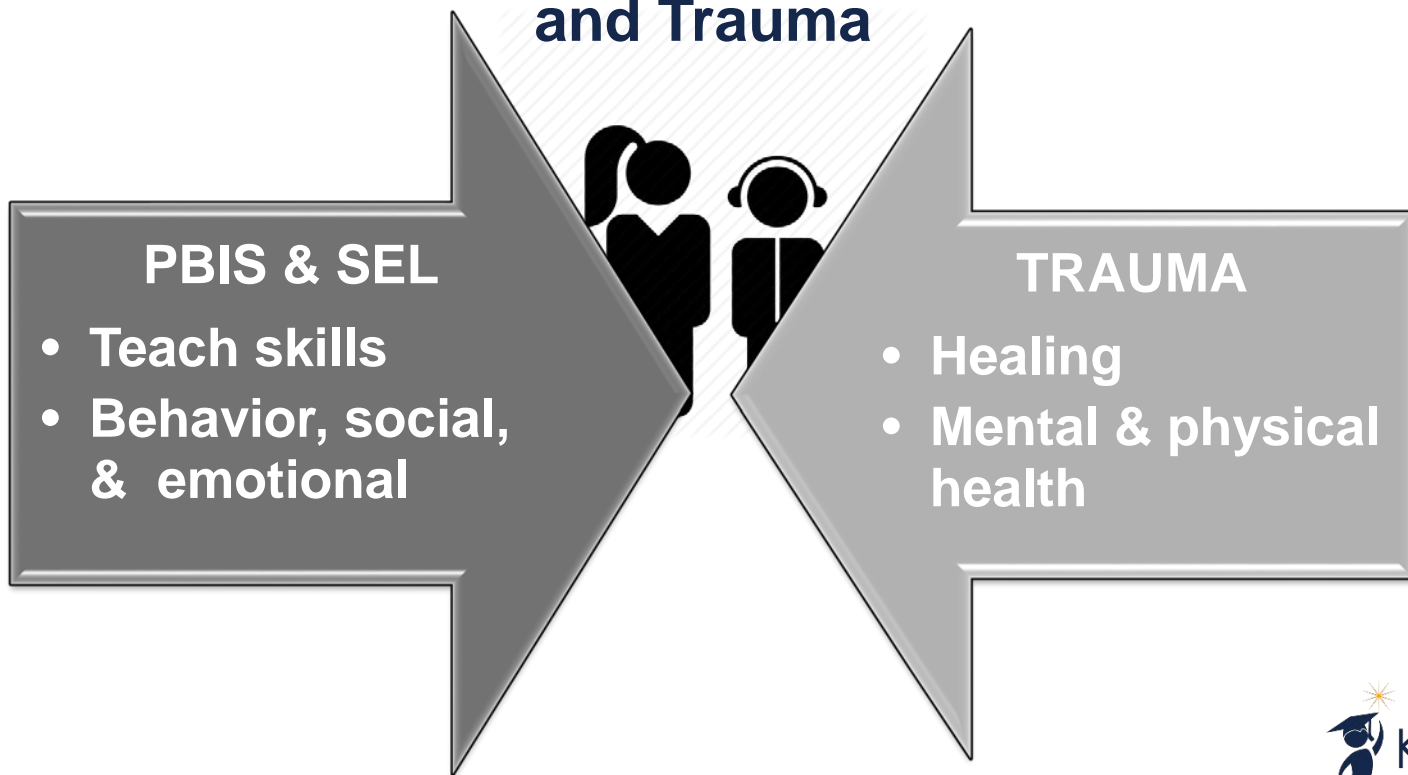 and Trauma
PBIS & SEL
• Teach skills
• Behavior, social,
& emotional
TRAUMA
• Healing
• Mental & physical
health